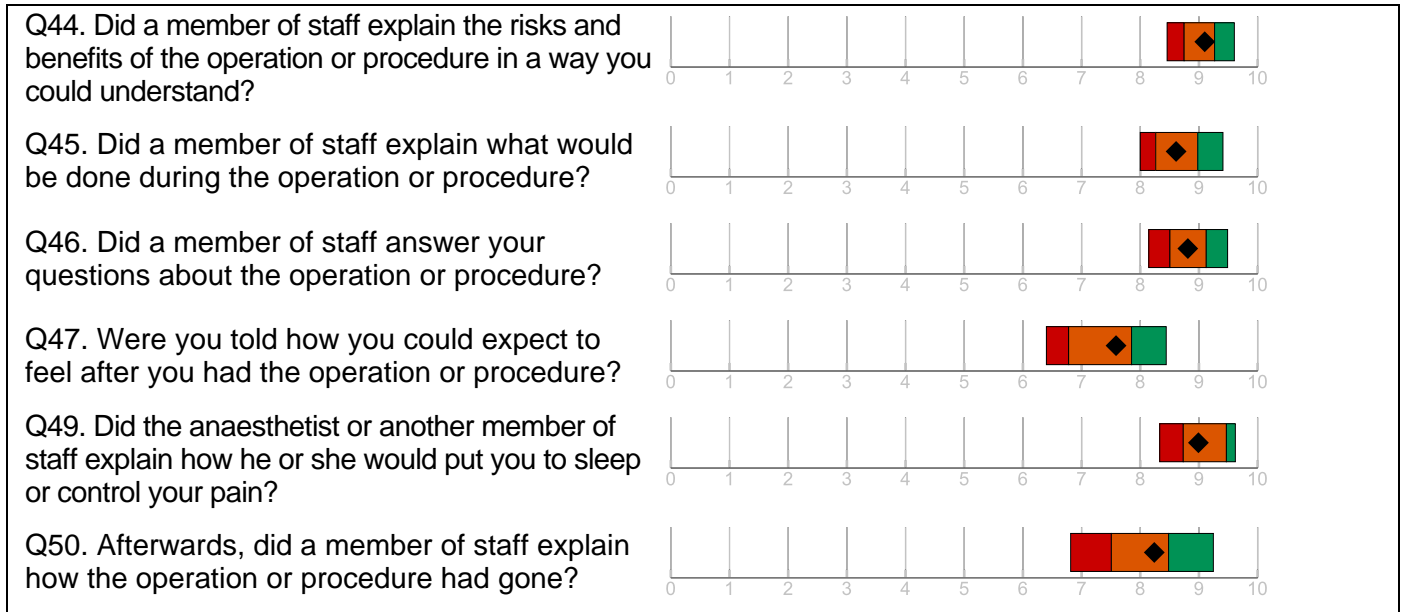 Q44. Did a member of staff explain the risks and
benefits of the operation or procedure in a way you
could understand?
0 1 2 3 4 5 6 7 8 9 10
Q45. Did a member of staff explain what would
be done during the operation or procedure?
0 1 2 3 4 5 6 7 8 9 10
Q46. Did a member of staff answer your
questions about the operation or procedure?
0 1 2 3 4 5 6 7 8 9 10
Q47. Were you told how you could expect to
feel after you had the operation or procedure?
0 1 2 3 4 5 6 7 8 9 10
Q49. Did the anaesthetist or another member of
staff explain how he or she would put you to sleep
or control your pain?
0 1 2 3 4 5 6 7 8 9 10
Q50. Afterwards, did a member of staff explain
how the operation or procedure had gone?
0 1 2 3 4 5 6 7 8 9 10